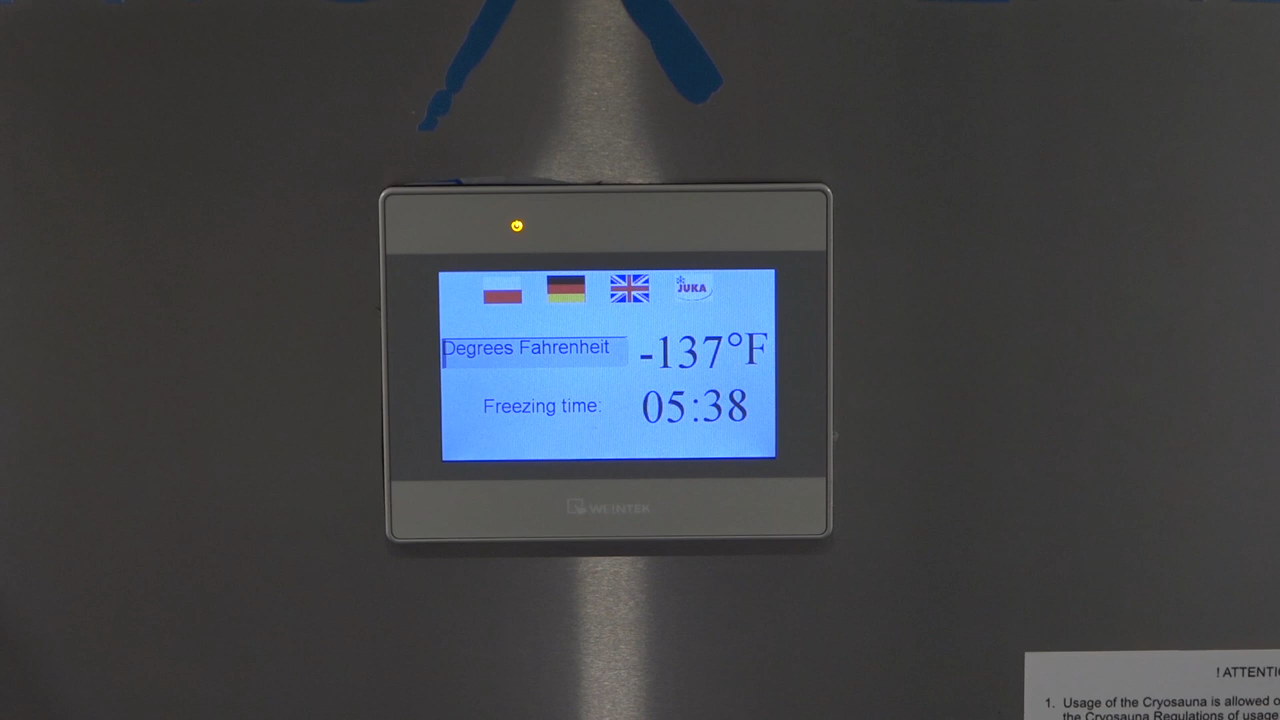 JUKA
Degrees Fahrenheit
-137°F
Freezing time:
05:38
WEINTEK
! ATTENTI
1. Usage of the Cryosauna is allowed
the Cryosauna Regulations of usage